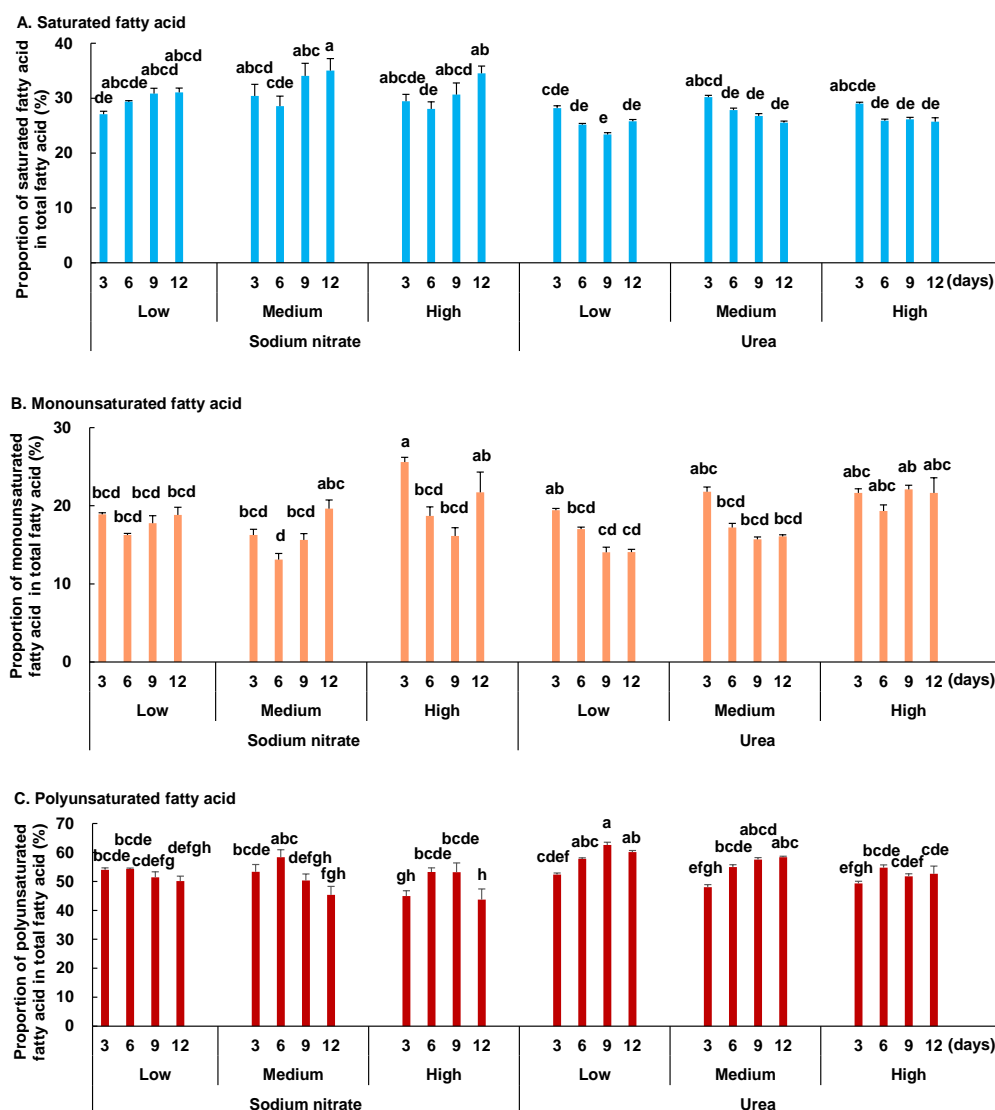 A. Saturated fatty acid
Proportion of saturated fatty acid
in total fatty acid (%)
40
30
20
10
0
de abcde abcd abcd
abcd cde abc a
abcde de abcd ab
cde de e de
abcd de de de
abcde de de de
3 6 9 12 3 6 9 12 3 6 9 12 3 6 9 12 3 6 9 12 3 6 9 12 (days)
Low Medium High Low Medium High
Sodium nitrate Urea
B. Monounsaturated fatty acid
Proportion of monounsaturated
fatty acid in total fatty acid (%)
30
20
10
0
bcd bcd bcd bcd
bcd d bcd abc
a bcd bcd ab
ab bcd cd cd
abc bcd bcd bcd
abc abc ab abc
3 6 9 12 3 6 9 12 3 6 9 12 3 6 9 12 3 6 9 12 3 6 9 12 (days)
Low Medium High Low Medium High
Sodium nitrate Urea
C. Polyunsaturated fatty acid
Proportion of polyunsaturated
fatty acid in total fatty acid (%)
70
60
50
40
30
20
10
0
bcde bcde cdefg defgh
bcde abc defgh fgh
gh bcde bcde h
cdef abc a ab
efgh bcde abcd abc
efgh bcde cdef cde
3 6 9 12 3 6 9 12 3 6 9 12 3 6 9 12 3 6 9 12 3 6 9 12 (days)
Low Medium High Low Medium High
Sodium nitrate Urea